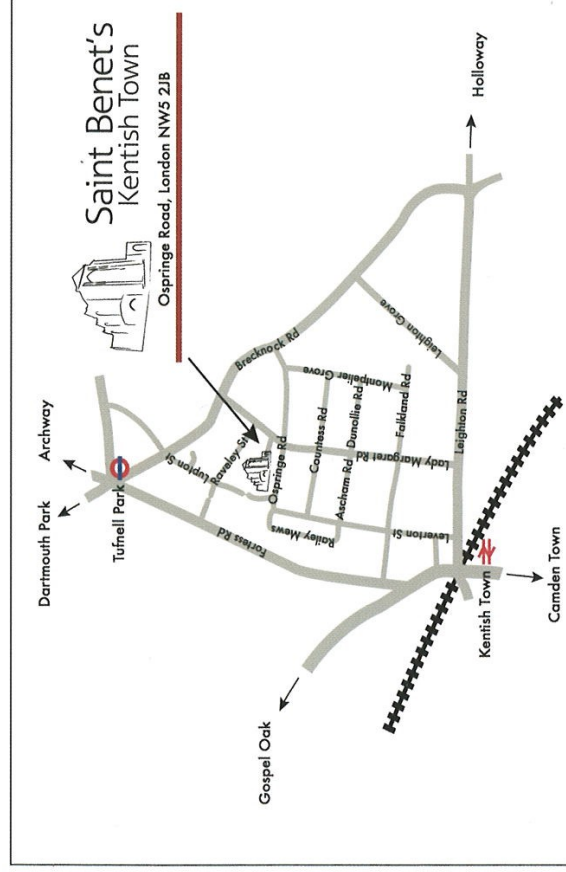 Saint Benet's
Kentish Town
Ospringe Road, London NW5 2JB
Dartmouth Park
Archway
Tufnell Park
Brecknock Rd
Lupton St
Raveley St
Forless Rd
Ospringe Rd
Railey Mews
Countess Rd
Montpelier Grove
Dunollie Rd
Ascham Rd
Falkland Rd
Lady Margaret Rd
Leverton St
Leighton Grove
Leighton Rd
Gospel Oak
Holloway
Kentish Town
Camden Town